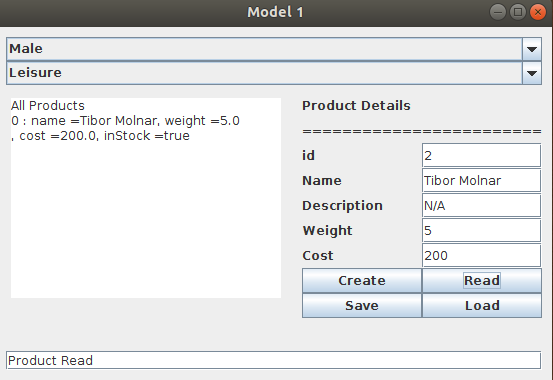 Model 1
Male
Leisure
All Products
0 : name =Tibor Molnar, weight =5.0
, cost =200.0, inStock =true
Product Details
========================
id 2
Name Tibor Molnar
Description N/A
Weight 5
Cost 200
Create Read
Save Load
Product Read